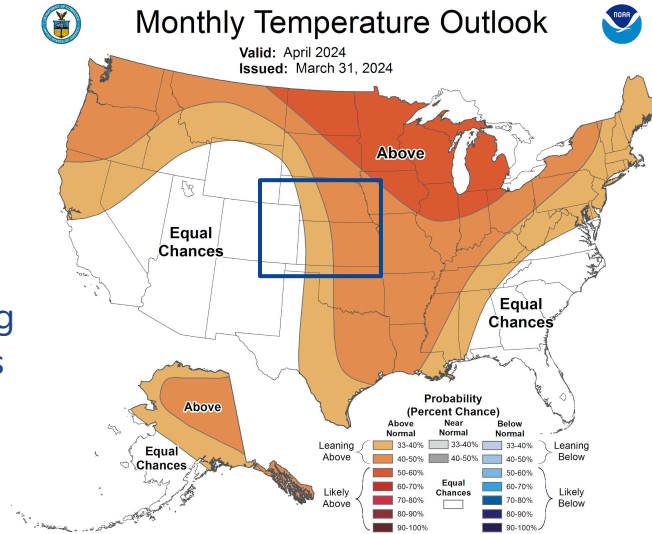 Monthly Temperature Outlook
NOAA
Valid: April 2024
Issued: March 31, 2024
Above
Equal
Chances
Equal
Chances
g
s
Above
Equal
Chances
Probability
(Percent Chance)
Above
Normal
Near
Normal
Below
Normal
Leaning
Above
33-40%
40-50%
33-40%
40-50%
33-40%
40-50%
Leaning
Below
Likely
Above
50-60%
60-70%
70-80%
80-90%
90-100%
Equal
Chances
50-60%
60-70%
70-80%
80-90%
90-100%
Likely
Below